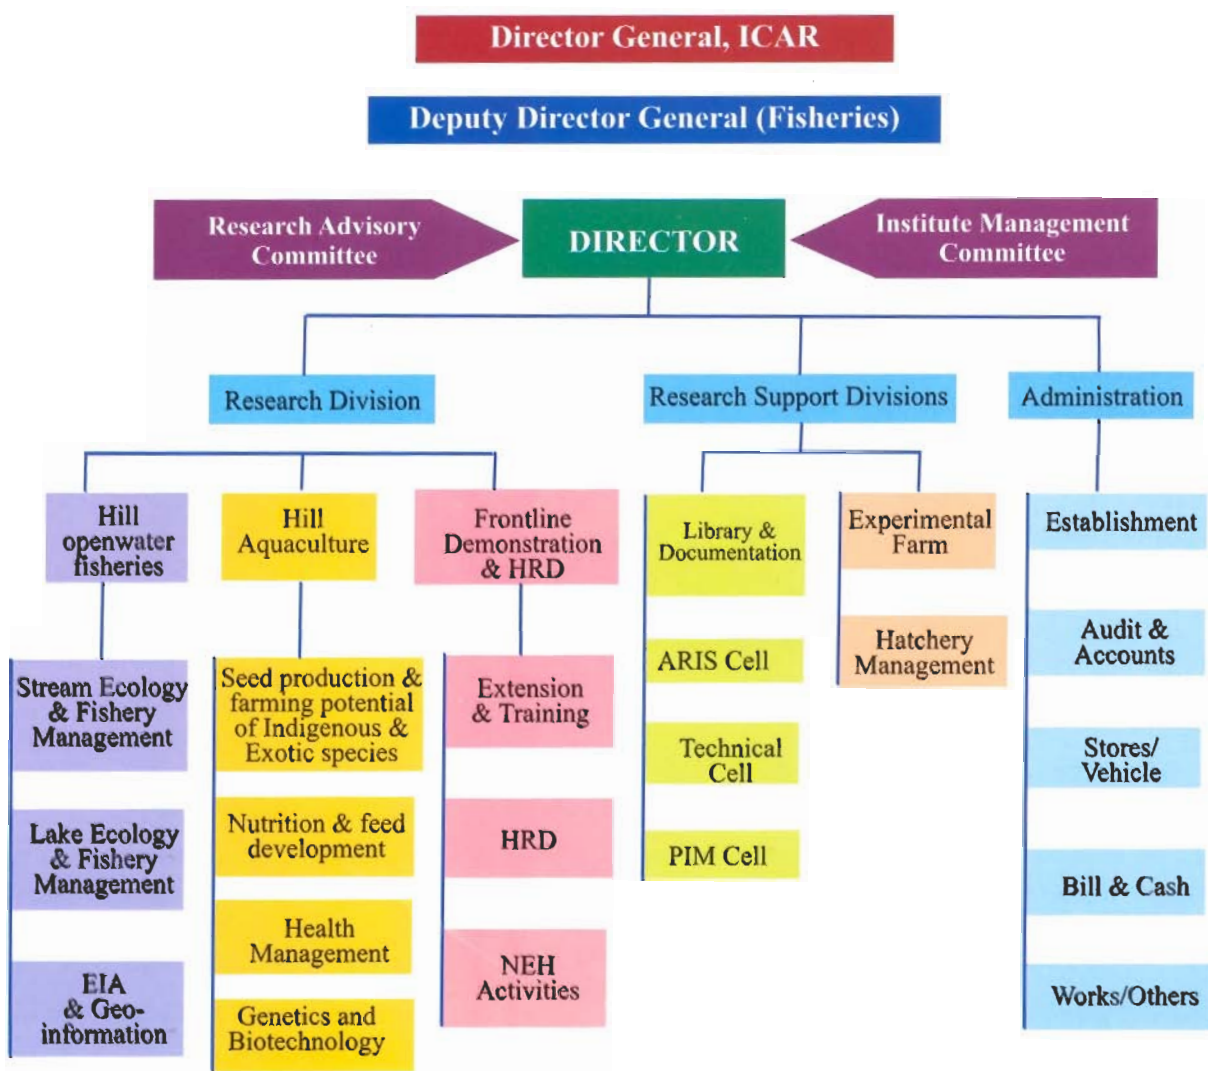 Director General, ICAR
Deputy Director General (Fisheries)
Research Advisory
Committee
DIRECTOR
Institute Management
Committee
Research Division
Research Support Divisions
Administration
Hill
openwater
fisheries
Hill
Aquaculture
Frontline
Demonstration
& HRD
Library &
Documentation
Experimental
Farm
Establishment
Stream Ecology
& Fishery
Management
Lake Ecology
& Fishery
Management
EIA
& Geo-
information
Seed production &
farming potential
of Indigenous &
Exotic species
Nutrition & feed
development
Health
Management
Genetics and
Biotechnology
Extension
& Training
HRD
NEH
Activities
ARIS Cell
Technical
Cell
PIM Cell
Hatchery
Management
Audit &
Accounts
Stores/
Vehicle
Bill & Cash
Works/Others